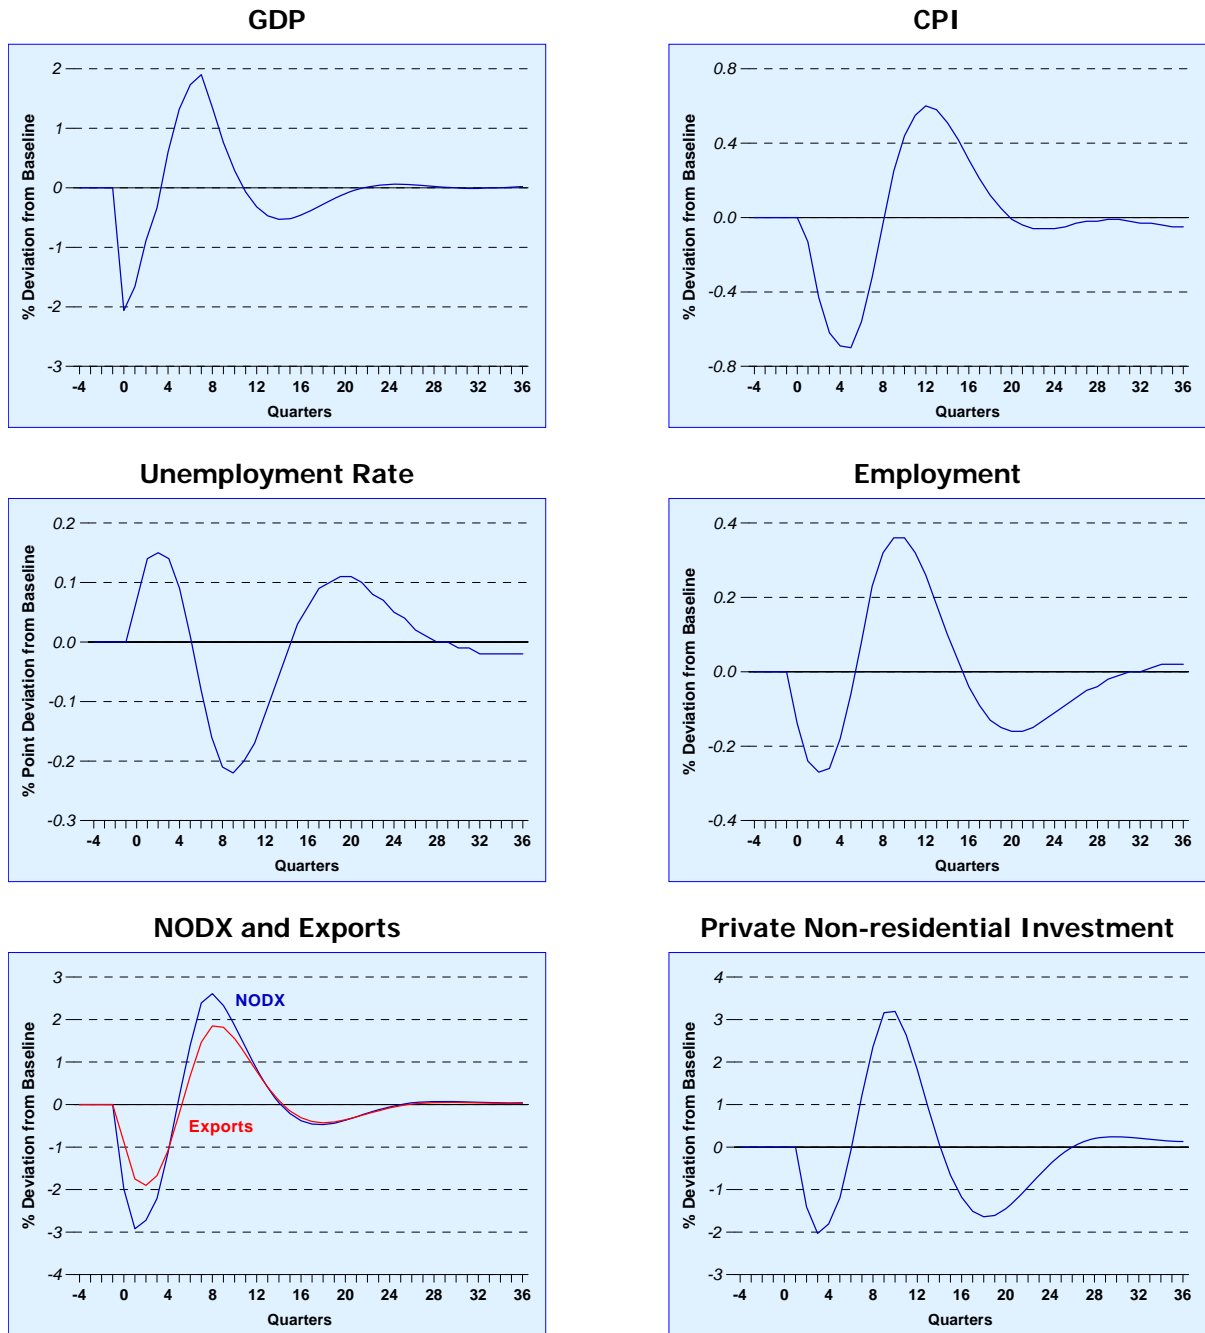 GDP
% Deviation from Baseline
2
1
0
-1
-2
-3
-4 0 4 8 12 16 20 24 28 32 36
Quarters
CPI
% Deviation from Baseline
0.8
0.4
0.0
-0.4
-0.8
-4 0 4 8 12 16 20 24 28 32 36
Quarters
Unemployment Rate
% Point Deviation from Baseline
0.2
0.1
0.0
-0.1
-0.2
-0.3
-4 0 4 8 12 16 20 24 28 32 36
Quarters
Employment
% Deviation from Baseline
0.4
0.2
0.0
-0.2
-0.4
-4 0 4 8 12 16 20 24 28 32 36
Quarters
NODX and Exports
% Deviation from Baseline
3
2
1
0
-1
-2
-3
-4
NODX
Exports
-4 0 4 8 12 16 20 24 28 32 36
Quarters
Private Non-residential Investment
% Deviation from Baseline
4
3
2
1
0
-1
-2
-3
-4 0 4 8 12 16 20 24 28 32 36
Quarters